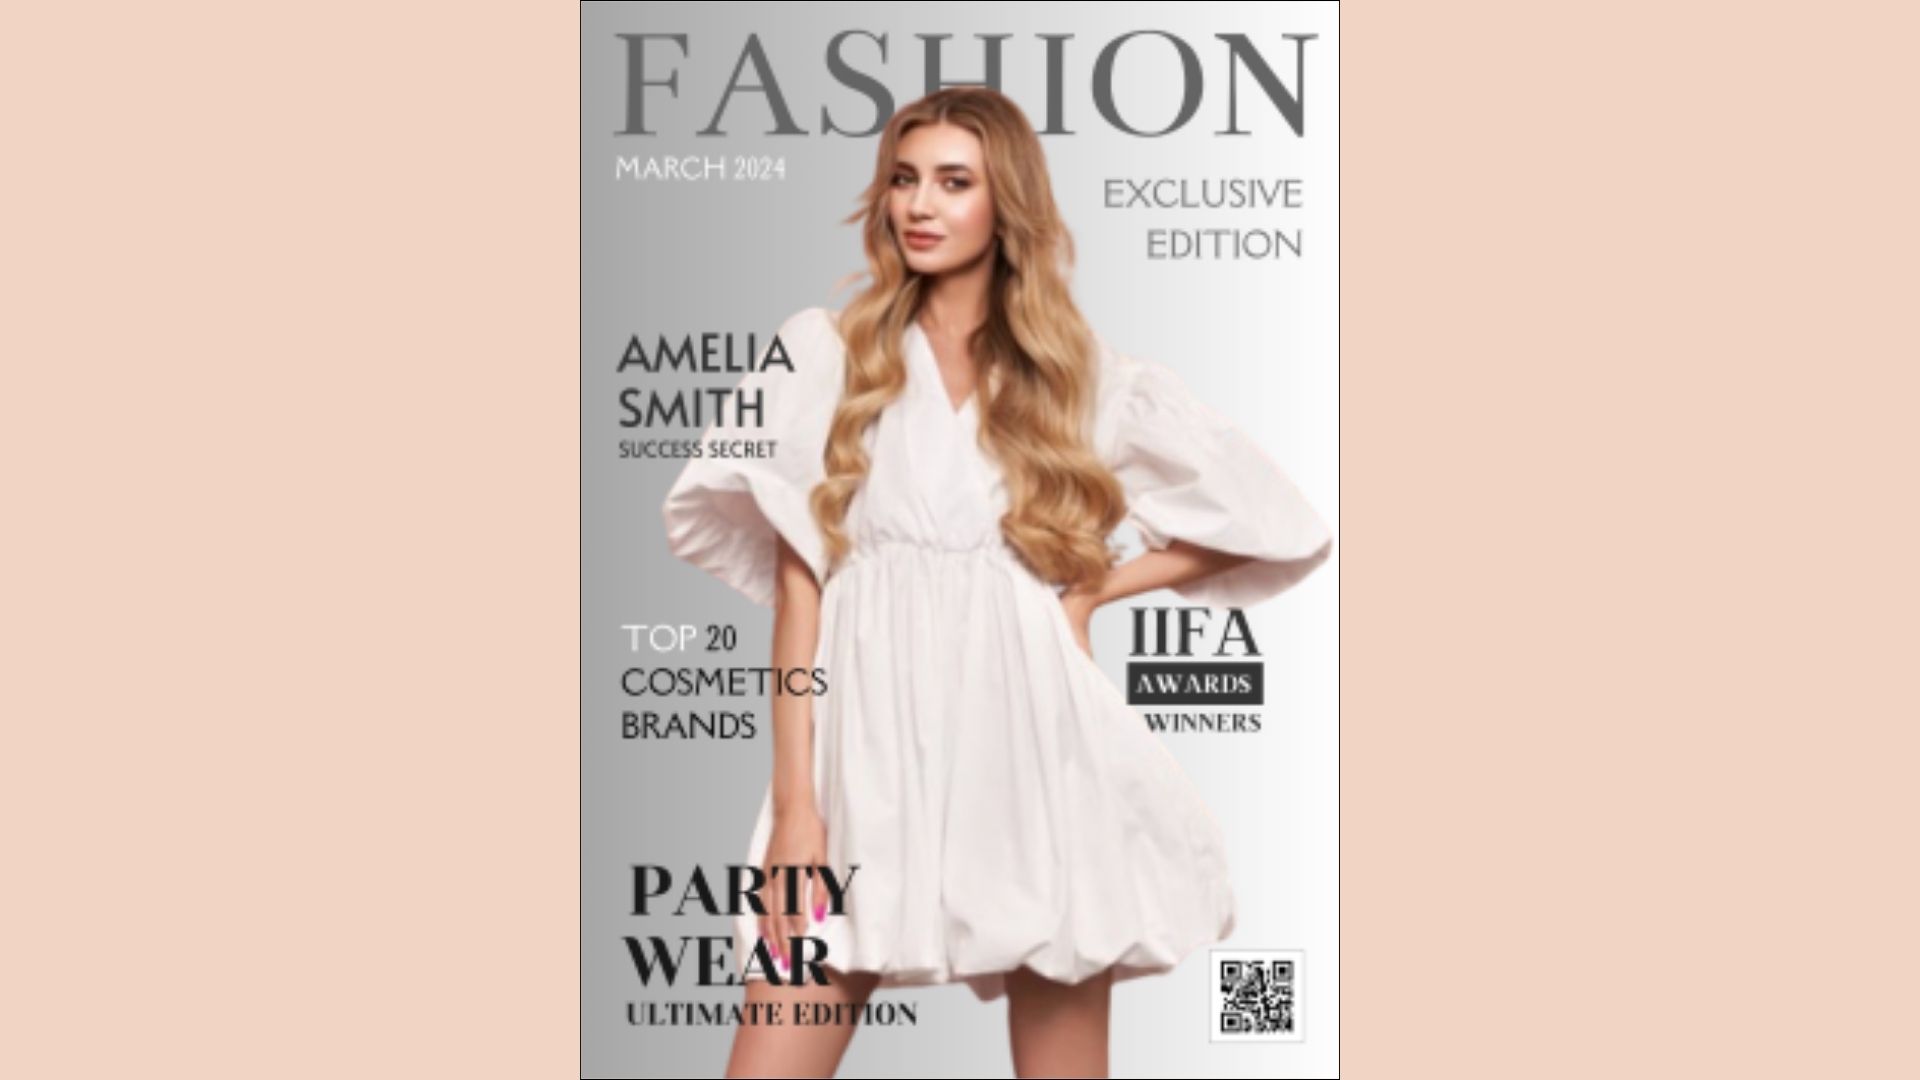 FASHION
MARCH 2024
EXCLUSIVE
EDITION
AMELIA
SMITH
SUCCESS SECRET
TOP 20
COSMETICS
BRANDS
IIFA
AWARDS
WINNERS
PARTY
WEAR
ULTIMATE EDITION